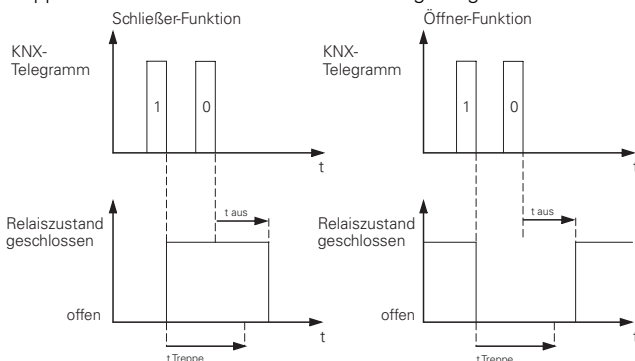 Schließer-Funktion
Öffner-Funktion
KNX-
Telegramm
1
0
t
KNX-
Telegramm
1
0
t
Relaiszustand
geschlossen
t aus
offen
t
t Treppe
Relaiszustand
geschlossen
t aus
offen
t
t Treppe